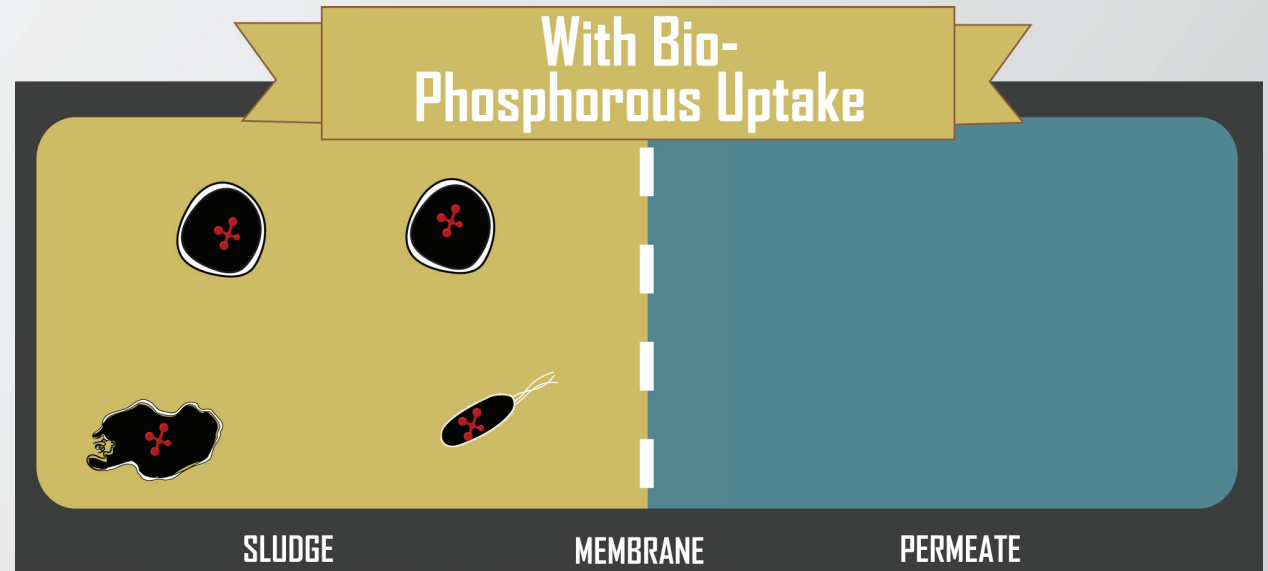 With Bio-
Phosphorous Uptake
SLUDGE
MEMBRANE
PERMEATE